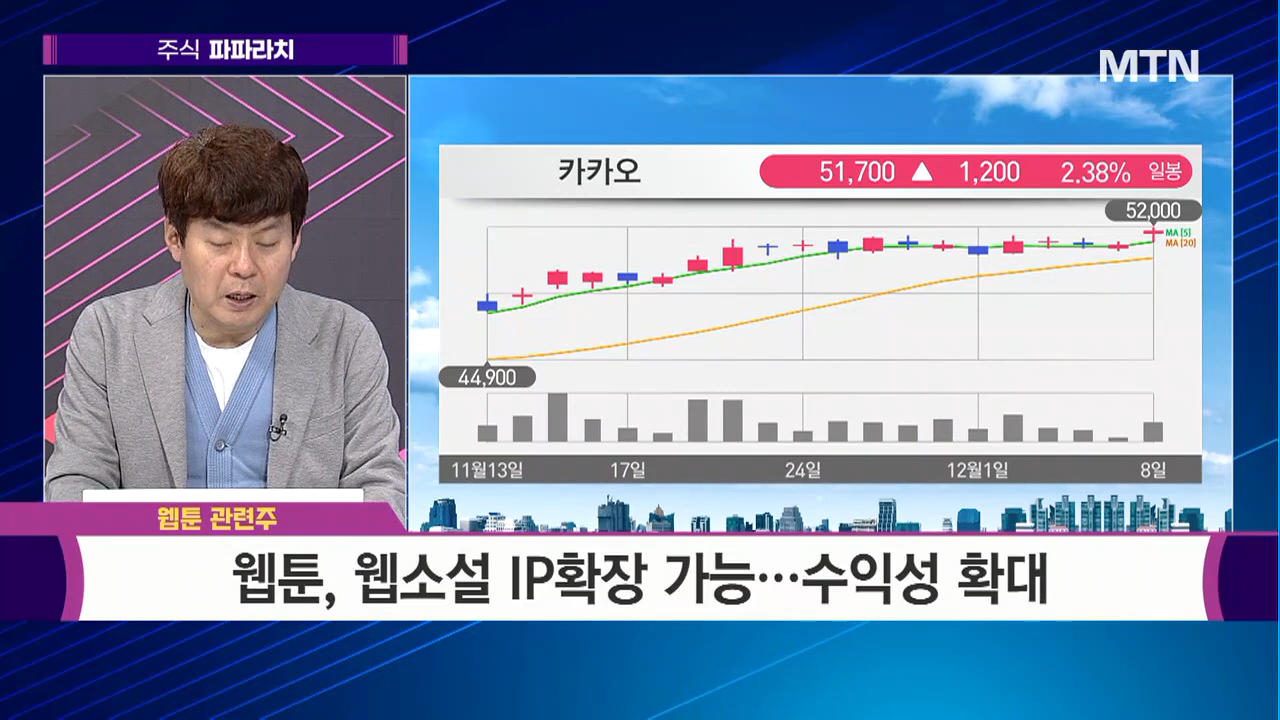 주식 파파라치
MTN
카카오
51,700 ▲ 1,200 2.38% 일봉
52,000
MA [5]
MA [20]
44,900
11월13일 17일 24일 12월1일 8일
웹툰 관련주
웹툰, 웹소설 IP확장 가능…수익성 확대